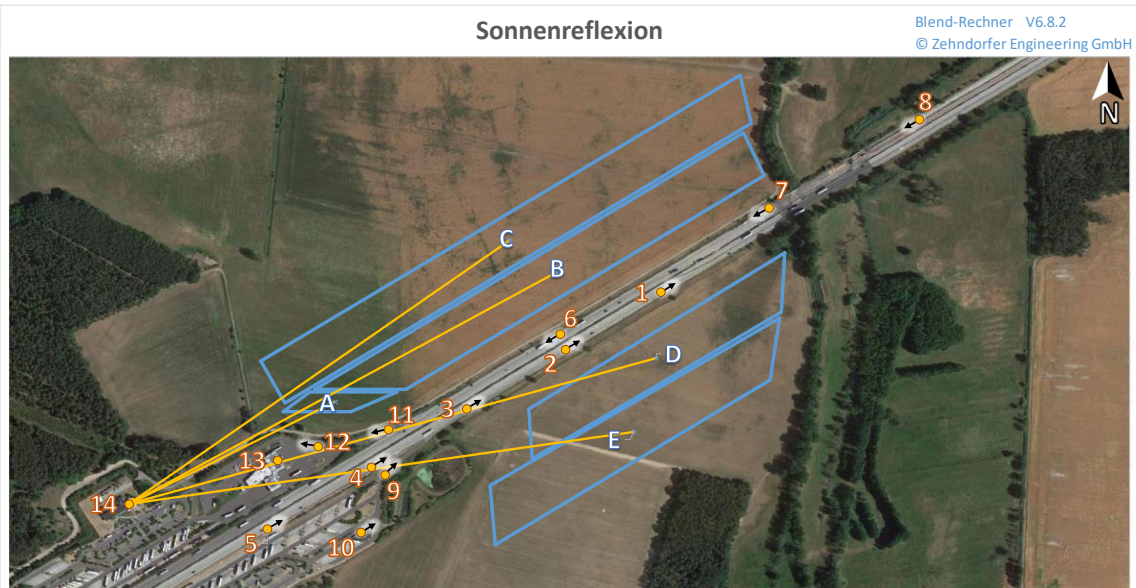 Sonnenreflexion
Blend-Rechner V6.8.2
© Zehndorfer Engineering GmbH
8
N
7
C
B
1
6
2
D
A
3
11
12
E
13
4
9
14
5
10